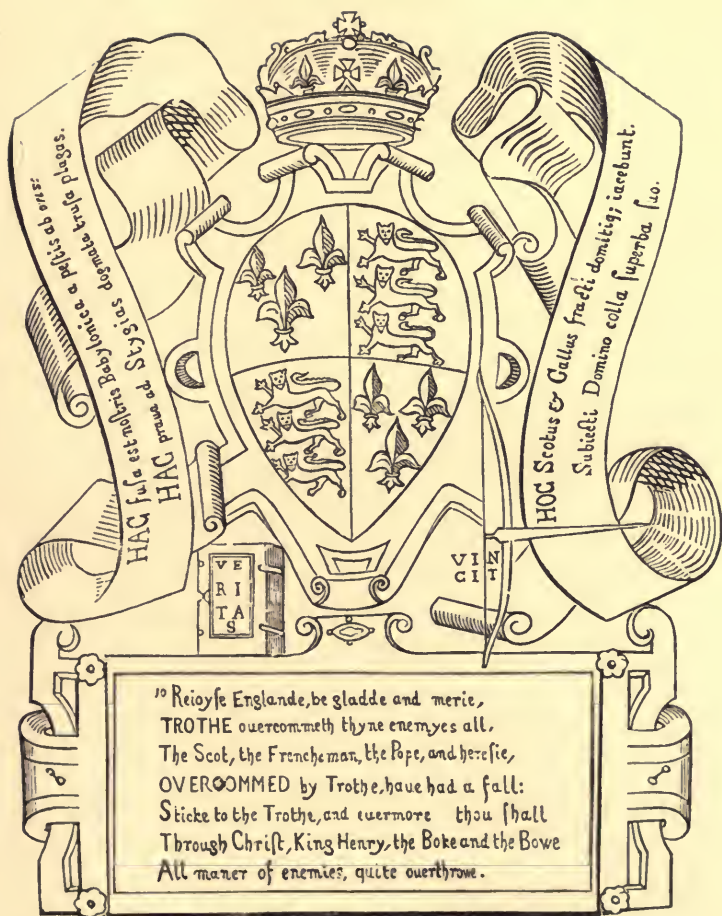 HAC fuſa est noſtris Babylonica peſtis ab oris:
HAC praua ad Stygias dogmata truſa plagas.
HOC Scotus & Gallus fracti domitiq; iacebunt.
Subiecti Domino colla ſuperba ſuo.
VE
RI
TA
S
VIN
CIT
10 Reioyſe Englande, be gladde and merie,
TROTHE ouercommeth thyne enemyes all,
The Scot, the Frencheman, the Pope, and hereſie,
OVERCOMMED by Trothe, haue had a fall:
Sticke to the Trothe, and euermore thou ſhall
Through Chriſt, King Henry, the Boke and the Bowe
All maner of enemies, quite ouerthrowe.